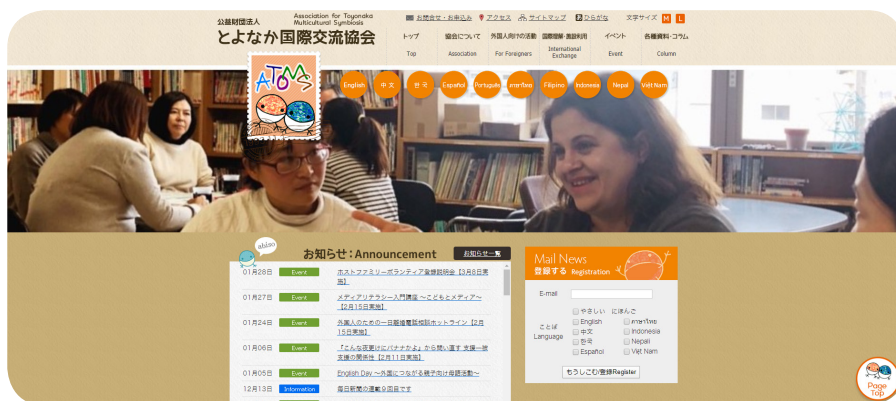 公益財団法人
Association for Toyonaka
Multicultural Symbiosis
とよなか国際交流協会
お問合せ・お申込み アクセス サイトマップ ひらがな 文字サイズ M L
トップ 協会について 外国人向けの活動 国際理解・施設利用 イベント 各種資料・コラム
Top Association For Foreigners International Exchange Event Column
ATOMS
English 中文 한국 Español Português ภาษาไทย Filipino Indonesia Nepal Việt Nam
お知らせ:Announcement お知らせ一覧
01月28日 Event ホストファミリーボランティア登録説明会【3月8日実
施】
01月27日 Event メディアリテラシー入門講座 ～こどもとメディア～
【2月15日実施】
01月24日 Event 外国人のための一日離婚電話相談ホットライン【2月
15日実施】
01月06日 Event 『こんな夜更けにバナナかよ』から問い直す 支援ー被
支援の関係性【2月11日実施】
01月05日 Event English Day ～外国につながる親子向け母語活動～
12月13日 Information 毎日新聞の連載9回目です
Mail News
登録する Registration
E-mail
ことば
Language
やさしい にほんご
English ภาษาไทย
中文 Indonesia
한국 Nepali
Español Việt Nam
もうしこむ/登録Register
Page
Top